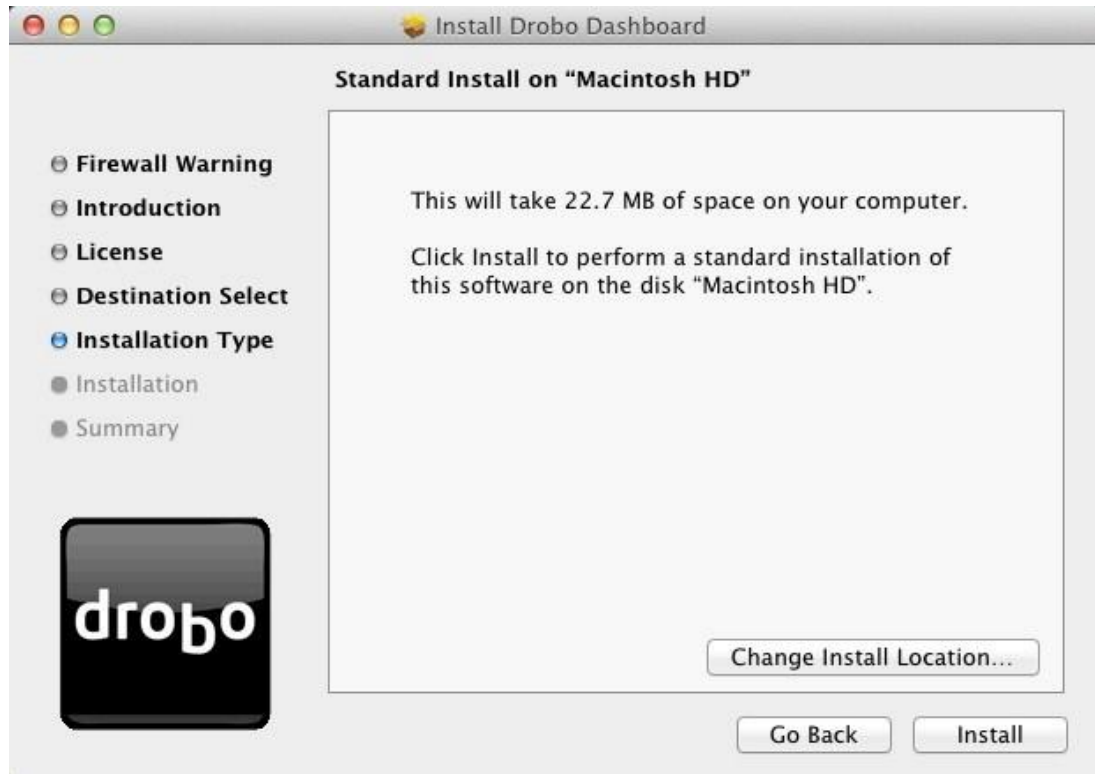 Install Drobo Dashboard
Standard Install on “Macintosh HD”
Firewall Warning
Introduction
License
Destination Select
Installation Type
Installation
Summary
This will take 22.7 MB of space on your computer.
Click Install to perform a standard installation of
this software on the disk “Macintosh HD”.
drobo
Change Install Location...
Go Back
Install